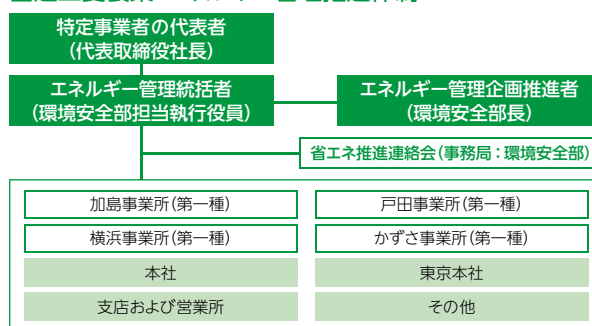 特定事業者の代表者
(代表取締役社長)
エネルギー管理統括者
(環境安全部担当執行役員)
エネルギー管理企画推進者
(環境安全部長)
省エネ推進連絡会(事務局:環境安全部)
加島事業所(第一種)
戸田事業所(第一種)
横浜事業所(第一種)
かずさ事業所(第一種)
本社
東京本社
支店および営業所
その他